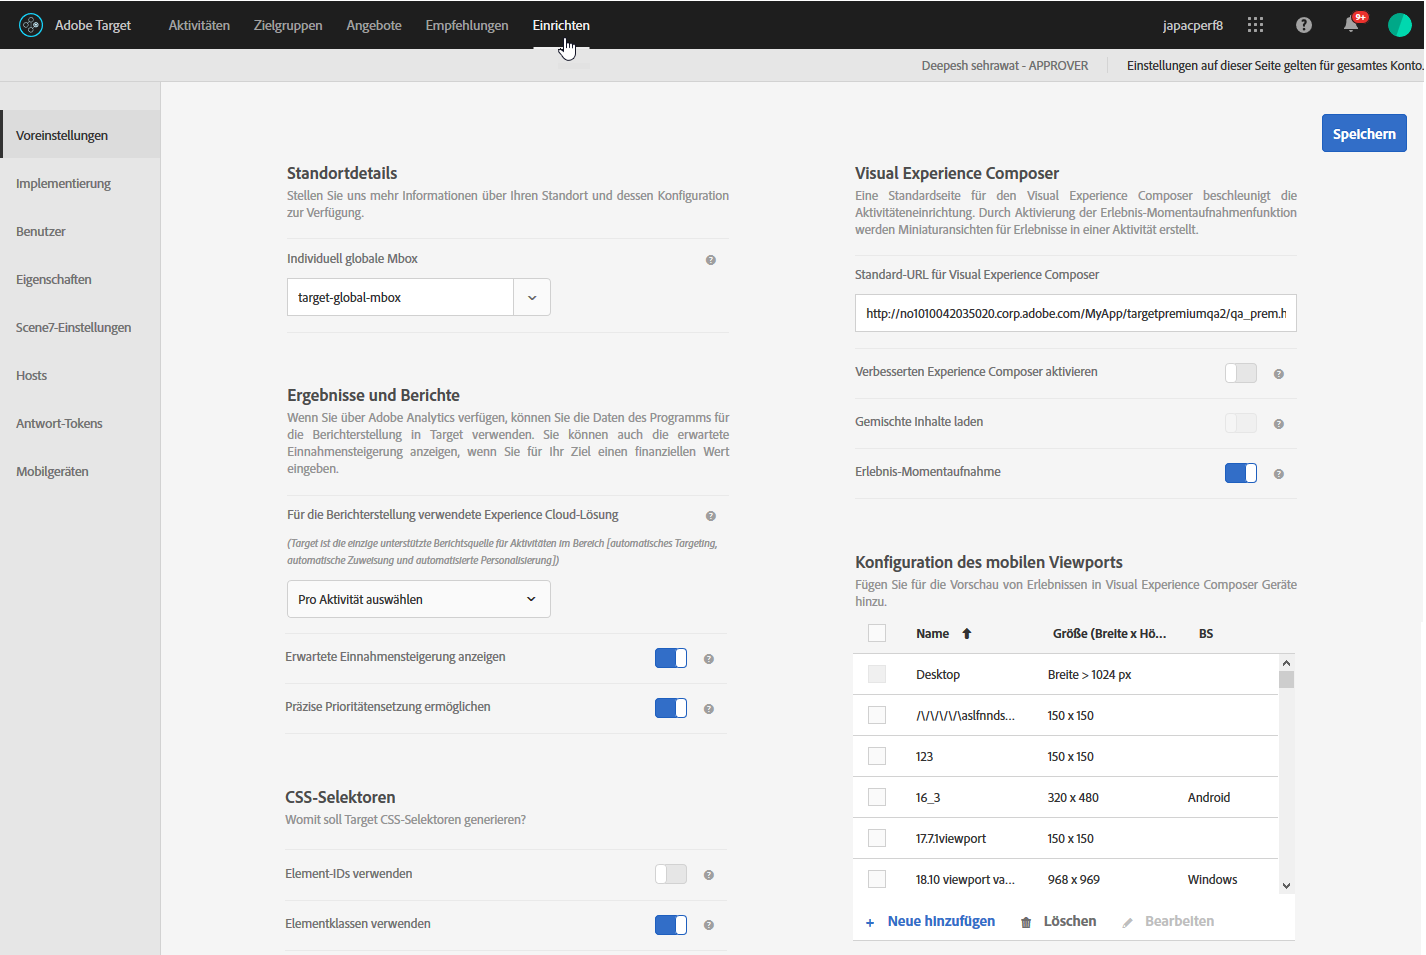 Adobe Target
Aktivitäten
Zielgruppen
Angebote
Empfehlungen
Einrichten
japacperf8
9+
Deepesh sehrawat - APPROVER
Einstellungen auf dieser Seite gelten für gesamtes Konto.
Voreinstellungen
Implementierung
Benutzer
Eigenschaften
Scene7-Einstellungen
Hosts
Antwort-Tokens
Mobilgeräten
Speichern
Standortdetails
Stellen Sie uns mehr Informationen über Ihren Standort und dessen Konfiguration
zur Verfügung.
Individuell globale Mbox
target-global-mbox
Ergebnisse und Berichte
Wenn Sie über Adobe Analytics verfügen, können Sie die Daten des Programms für
die Berichterstellung in Target verwenden. Sie können auch die erwartete
Einnahmensteigerung anzeigen, wenn Sie für Ihr Ziel einen finanziellen Wert
eingeben.
Für die Berichterstellung verwendete Experience Cloud-Lösung
(Target ist die einzige unterstützte Berichtsquelle für Aktivitäten im Bereich [automatisches Targeting,
automatische Zuweisung und automatisierte Personalisierung])
Pro Aktivität auswählen
Erwartete Einnahmensteigerung anzeigen
Präzise Prioritätensetzung ermöglichen
CSS-Selektoren
Womit soll Target CSS-Selektoren generieren?
Element-IDs verwenden
Elementklassen verwenden
Visual Experience Composer
Eine Standardseite für den Visual Experience Composer beschleunigt die
Aktivitäteneinrichtung. Durch Aktivierung der Erlebnis-Momentaufnahmenfunktion
werden Miniaturansichten für Erlebnisse in einer Aktivität erstellt.
Standard-URL für Visual Experience Composer
http://no1010042035020.corp.adobe.com/MyApp/targetpremiumqa2/qa_prem.h
Verbesserten Experience Composer aktivieren
Gemischte Inhalte laden
Erlebnis-Momentaufnahme
Konfiguration des mobilen Viewports
Fügen Sie für die Vorschau von Erlebnissen in Visual Experience Composer Geräte
hinzu.
Name Größe (Breite x Hö... BS
Desktop Breite > 1024 px
/\/\/\/\/\aslfnnds... 150 x 150
123 150 x 150
16_3 320 x 480 Android
17.7.1viewport 150 x 150
18.10 viewport va... 968 x 969 Windows
+ Neue hinzufügen Löschen Bearbeiten